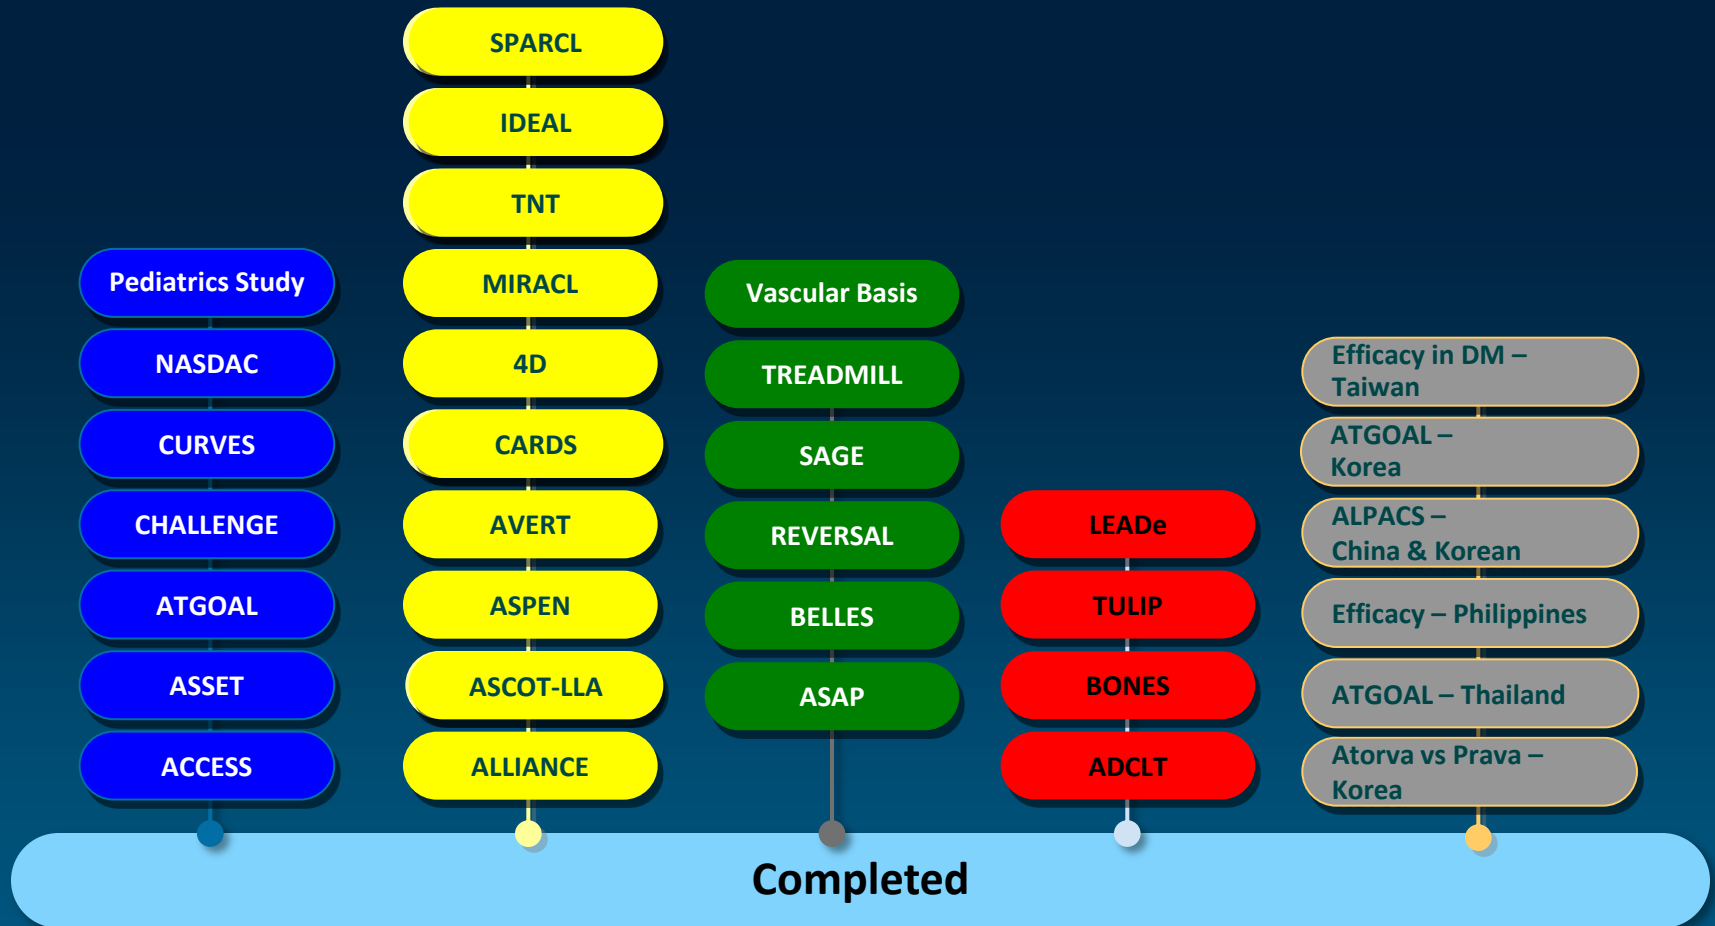 Pediatrics Study
NASDAC
CURVES
CHALLENGE
ATGOAL
ASSET
ACCESS
SPARCL
IDEAL
TNT
MIRACL
4D
CARDS
AVERT
ASPEN
ASCOT-LLA
ALLIANCE
Vascular Basis
TREADMILL
SAGE
REVERSAL
BELLES
ASAP
LEADe
TULIP
BONES
ADCLT
Efficacy in DM –
Taiwan
ATGOAL –
Korea
ALPACS –
China & Korean
Efficacy – Philippines
ATGOAL – Thailand
Atorva vs Prava –
Korea
Completed